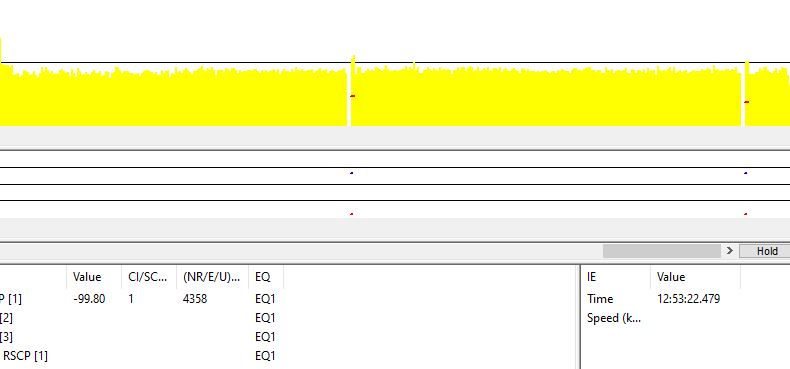 Hold
Value CI/SC... (NR/E/U)... EQ IE Value
P [1] -99.80 1 4358 EQ1 Time 12:53:22.479
[2] EQ1 Speed (k...
[3] EQ1
RSCP [1] EQ1